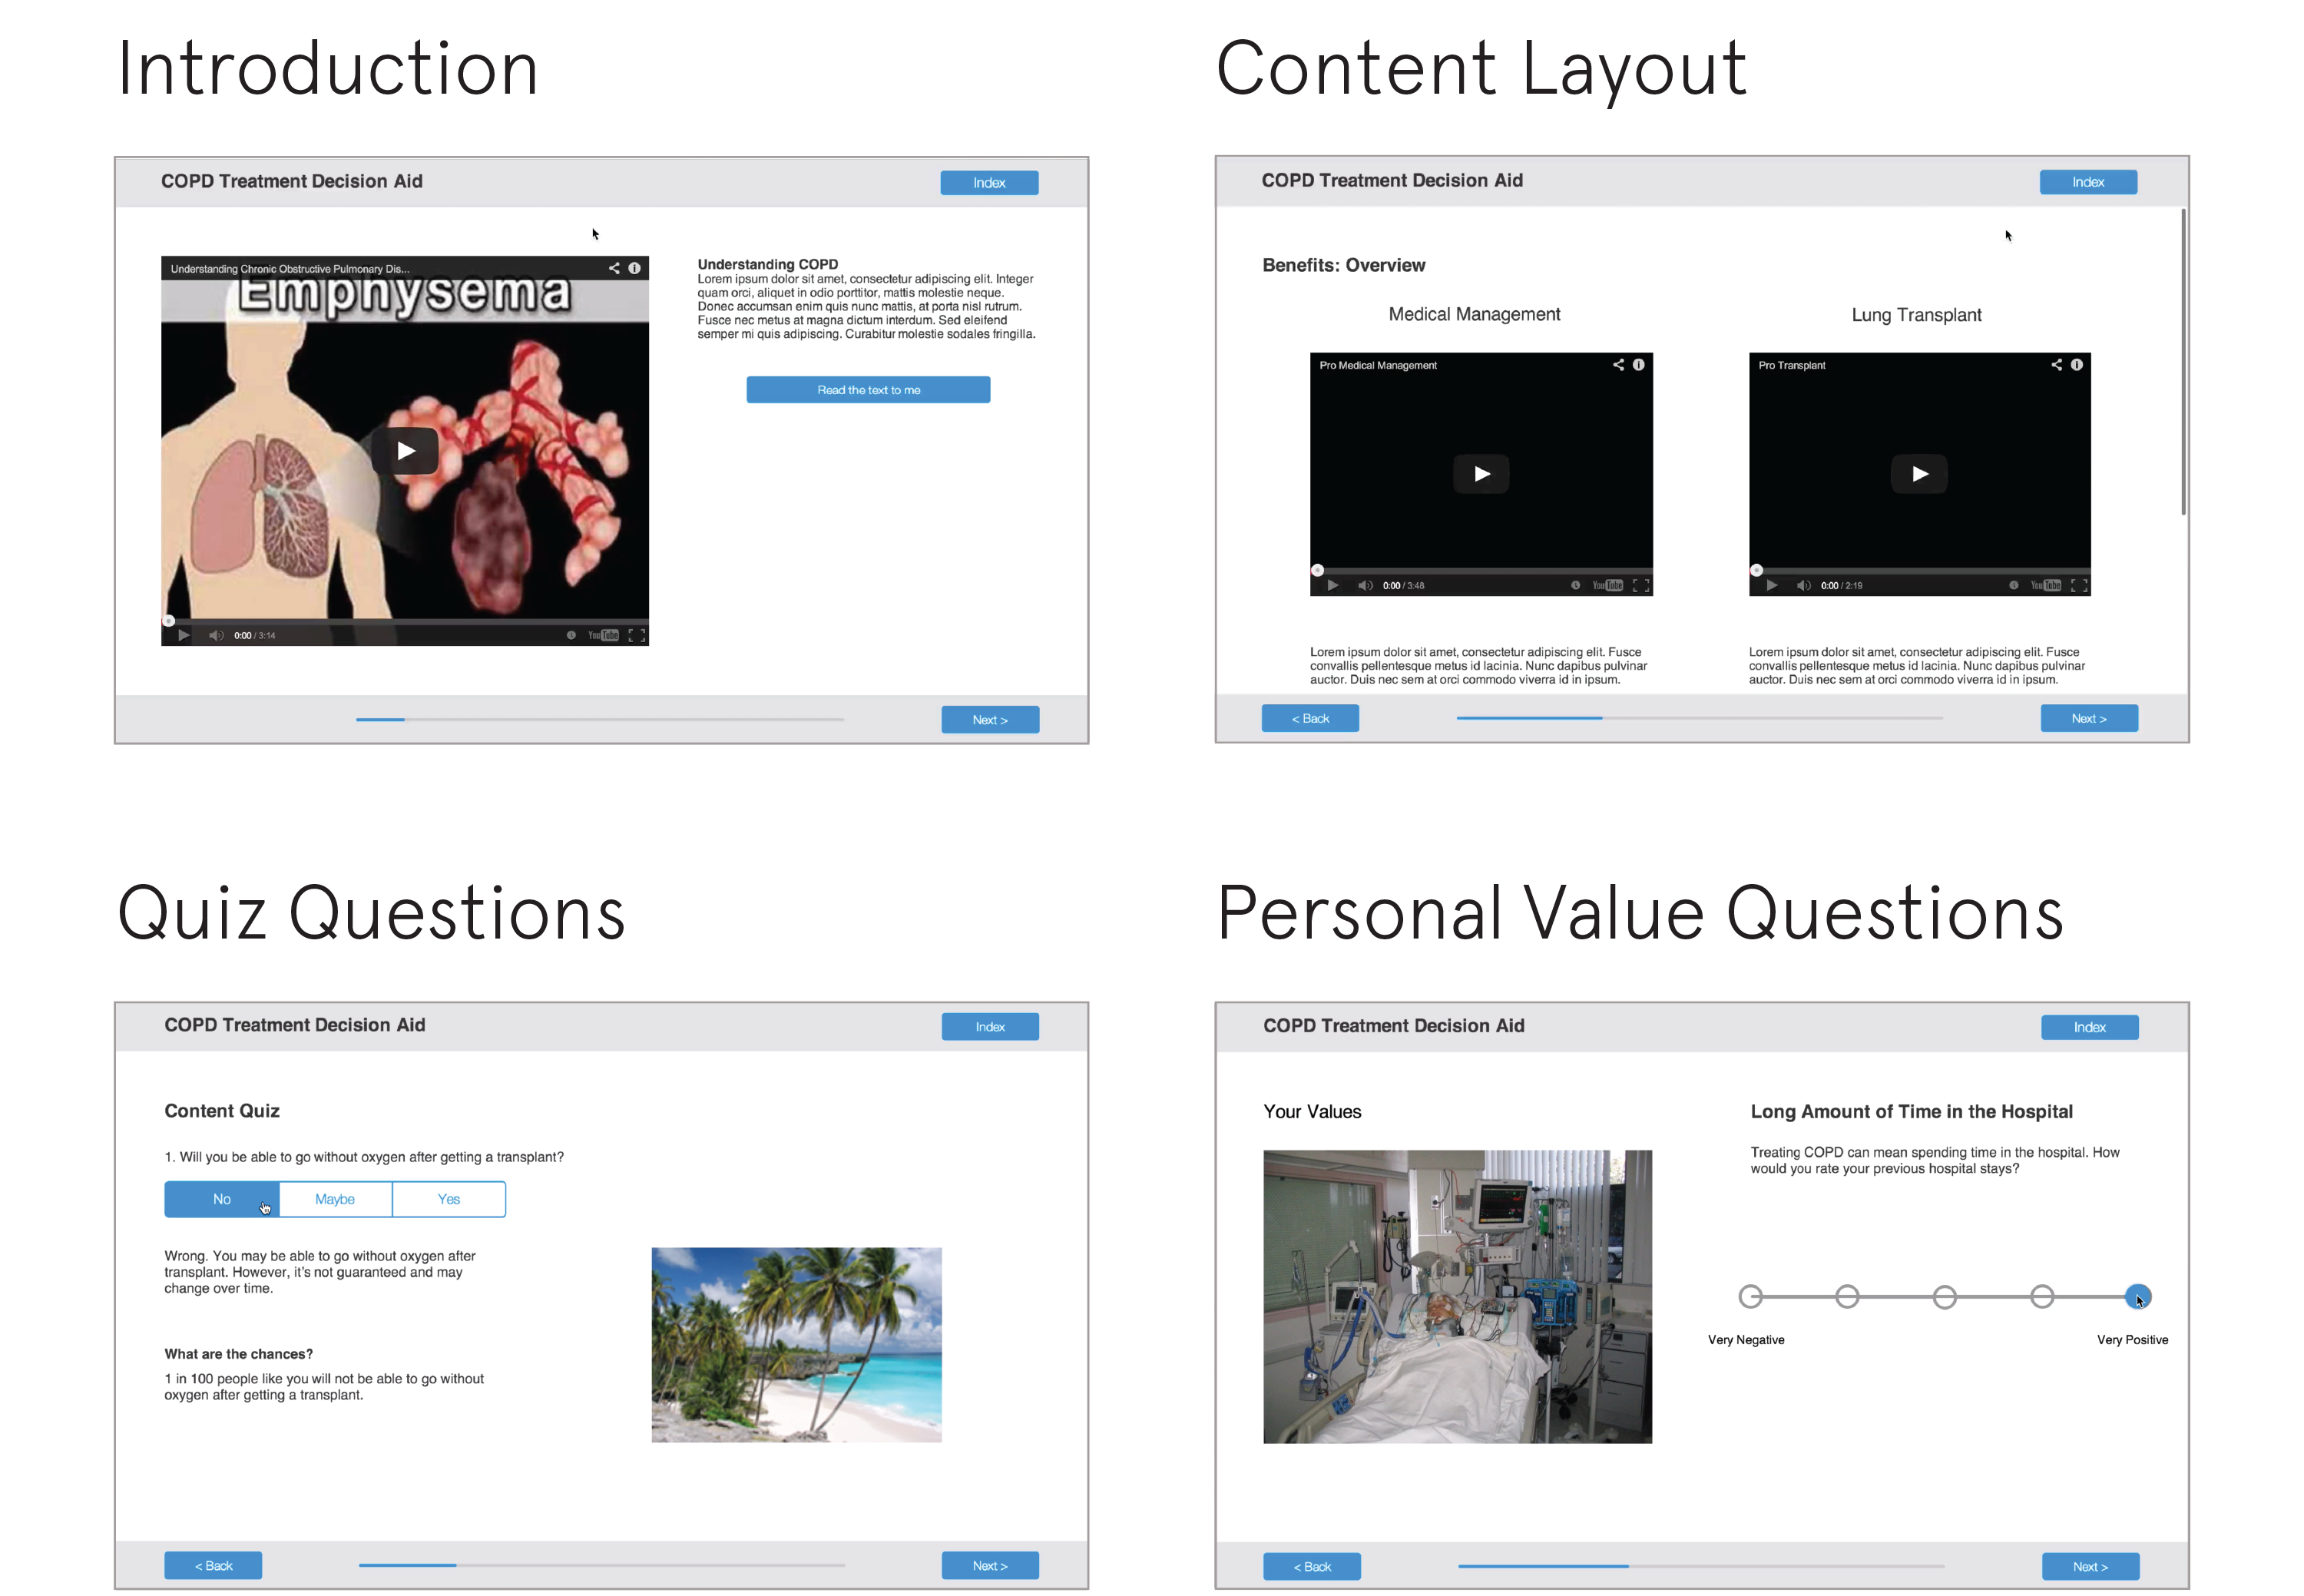 Introduction
COPD Treatment Decision Aid
Index
Understanding Chronic Obstructive Pulmonary Dis...
Emphysema
0:00 / 3:14
YouTube
Understanding COPD
Lorem ipsum dolor sit amet, consectetur adipiscing elit. Integer
quam orci, aliquet in odio porttitor, mattis molestie neque.
Donec accumsan enim quis nunc mattis, at porta nisl rutrum.
Fusce nec metus at magna dictum interdum. Sed eleifend
semper mi quis adipiscing. Curabitur molestie sodales fringilla.
Read the text to me
Next >
Content Layout
COPD Treatment Decision Aid
Index
Benefits: Overview
Medical Management
Pro Medical Management
0:00 / 3:48
YouTube
Lorem ipsum dolor sit amet, consectetur adipiscing elit. Fusce
convallis pellentesque metus id lacinia. Nunc dapibus pulvinar
auctor. Duis nec sem at orci commodo viverra id in ipsum.
Lung Transplant
Pro Transplant
0:00 / 2:19
YouTube
Lorem ipsum dolor sit amet, consectetur adipiscing elit. Fusce
convallis pellentesque metus id lacinia. Nunc dapibus pulvinar
auctor. Duis nec sem at orci commodo viverra id in ipsum.
< Back
Next >
Quiz Questions
COPD Treatment Decision Aid
Index
Content Quiz
1. Will you be able to go without oxygen after getting a transplant?
No
Maybe
Yes
Wrong. You may be able to go without oxygen after
transplant. However, it's not guaranteed and may
change over time.
What are the chances?
1 in 100 people like you will not be able to go without
oxygen after getting a transplant.
< Back
Next >
Personal Value Questions
COPD Treatment Decision Aid
Index
Your Values
Long Amount of Time in the Hospital
Treating COPD can mean spending time in the hospital. How
would you rate your previous hospital stays?
Very Negative
Very Positive
< Back
Next >